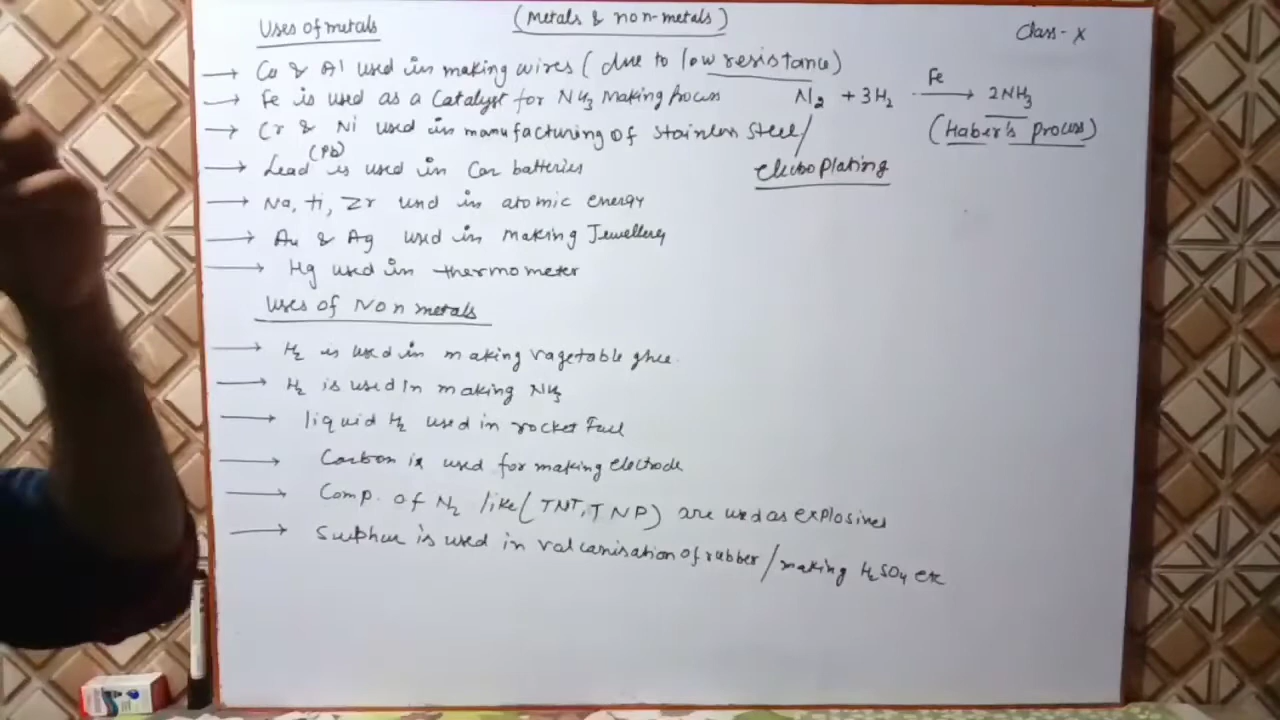 (Metals & non-metals)
Class-X
Uses of metals
→ Cu & Al used in making wires (due to low resistance)
→ Fe is used as a Catalyst for NH3 Making Process N2 + 3H2 Fe → 2NH3
(Haber's process)
→ Cr & Ni used in manufacturing of stainless steel/
electroplating
→ Lead (Pb) is used in Car batteries
→ Na, Ti, Zr used in atomic energy
→ Au & Ag used in making Jewellery
→ Hg used in thermometer
Uses of Non metals
→ H2 is used in making vagetable ghee.
→ H2 is used In making NH3
→ liquid H2 used in rocket Fuel
→ Carbon is used for making electrode
→ Comp. of N2 like (TNT, TNP) are used as explosives
→ Sulphur is used in valcanisation of rubber/making H2SO4 etc